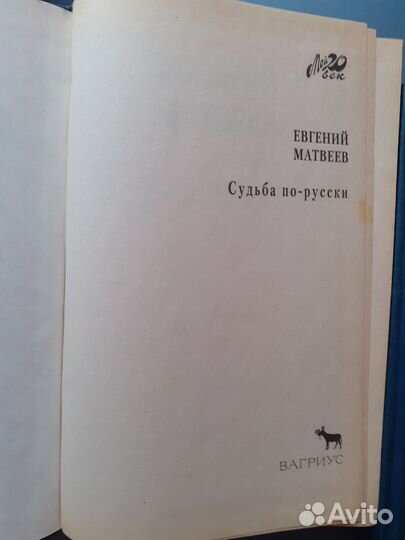 Мой 20
век
ЕВГЕНИЙ
МАТВЕЕВ
Судьба по-русски
ВАГРИУС
Avito